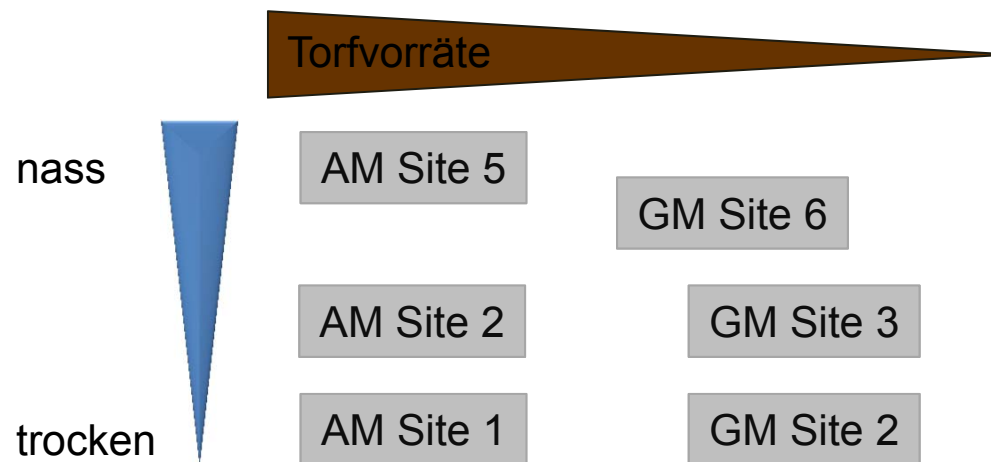 Torfvorräte
nass
AM Site 5
GM Site 6
AM Site 2
GM Site 3
trocken
AM Site 1
GM Site 2